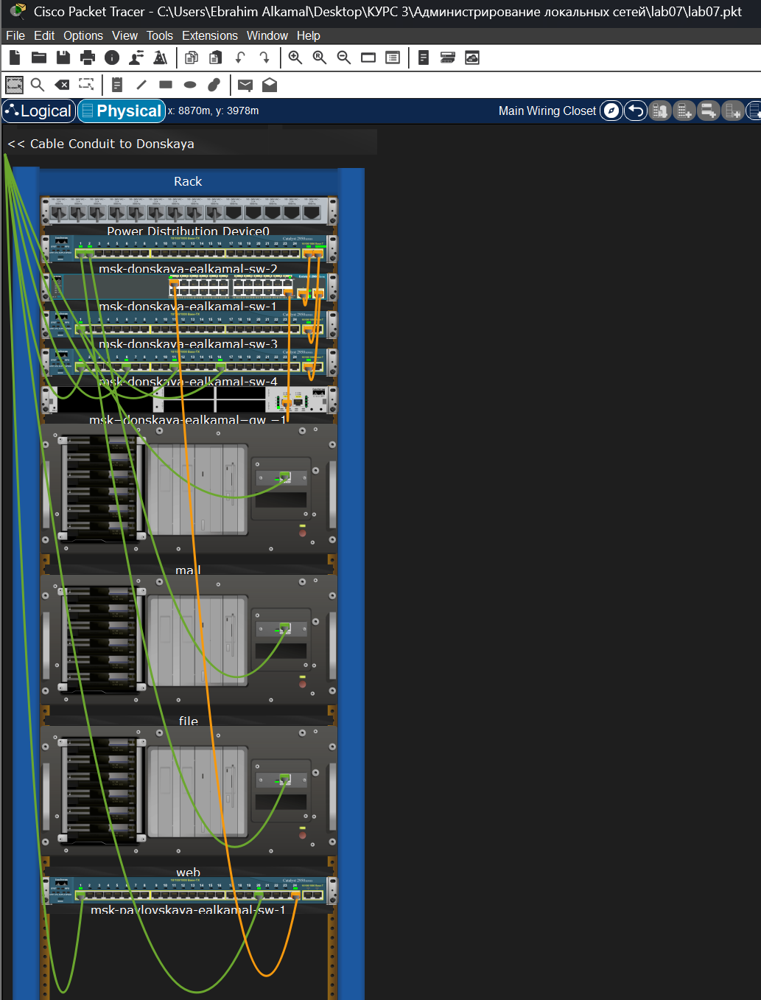 Cisco Packet Tracer - C:\Users\Ebrahim Alkamal\Desktop\КУРС 3\Администрирование локальных сетей\lab07\lab07.pkt
File Edit Options View Tools Extensions Window Help
Logical Physical x: 8870m, y: 3978m Main Wiring Closet
<< Cable Conduit to Donskaya
Rack
Power Distribution Device0
msk-donskaya-ealkamal-sw-2
msk-donskaya-ealkamal-sw-1
msk-donskaya-ealkamal-sw-3
msk-donskaya-ealkamal-sw-4
msk-donskaya-ealkamal-gw -1
mail
file
web
msk-pavlovskaya-ealkamal-sw-1